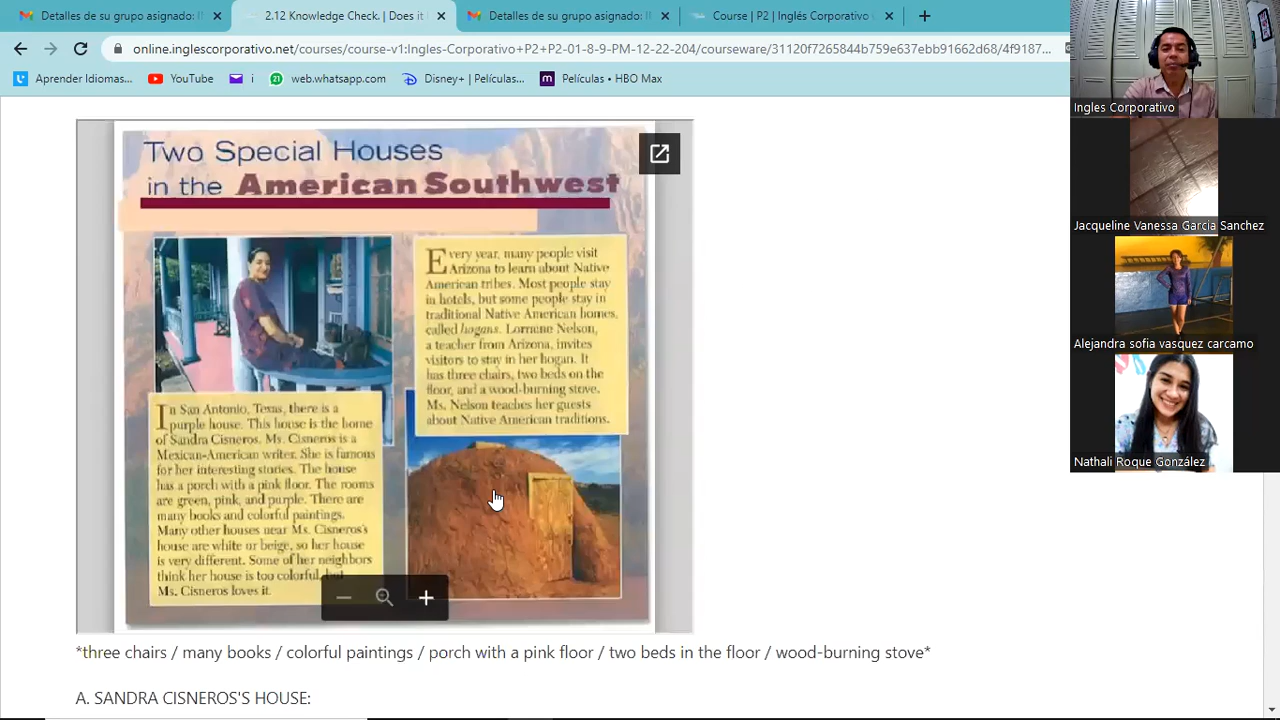 Detalles de su grupo asignado: I
2.12 Knowledge Check. | Does it
Detalles de su grupo asignado: I
Course | P2 | Inglés Corporativo
online.inglescorporativo.net/courses/course-v1:Ingles-Corporativo+P2+P2-01-8-9-PM-12-22-204/courseware/31120f7265844b759e637ebb91662d68/4f9187...
Aprender Idiomas...
YouTube
i
web.whatsapp.com
Disney+ | Películas...
Películas • HBO Max
Two Special Houses
in the American Southwest
Every year, many people visit
Arizona to learn about Native
American tribes. Most people stay
in hotels, but some people stay in
traditional Native American homes,
called hogans. Lorraine Nelson,
a teacher from Arizona, invites
visitors to stay in her hogan. It
has three chairs, two beds on the
floor, and a wood-burning stove.
Ms. Nelson teaches her guests
about Native American traditions.
In San Antonio, Texas, there is a
purple house. This house is the home
of Sandra Cisneros. Ms. Cisneros is a
Mexican-American writer. She is famous
for her interesting stories. The house
has a porch with a pink floor. The rooms
are green, pink, and purple. There are
many books and colorful paintings.
Many other houses near Ms. Cisneros's
house are white or beige, so her house
is very different. Some of her neighbors
think her house is too colorful, but
Ms. Cisneros loves it.
*three chairs / many books / colorful paintings / porch with a pink floor / two beds in the floor / wood-burning stove*
A. SANDRA CISNEROS'S HOUSE:
Ingles Corporativo
Jacqueline Vanessa Garcia Sanchez
Alejandra sofia vasquez carcamo
Nathali Roque González